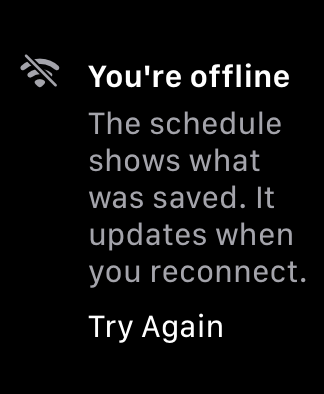 You're offline
The schedule
shows what
was saved. It
updates when
you reconnect.
Try Again